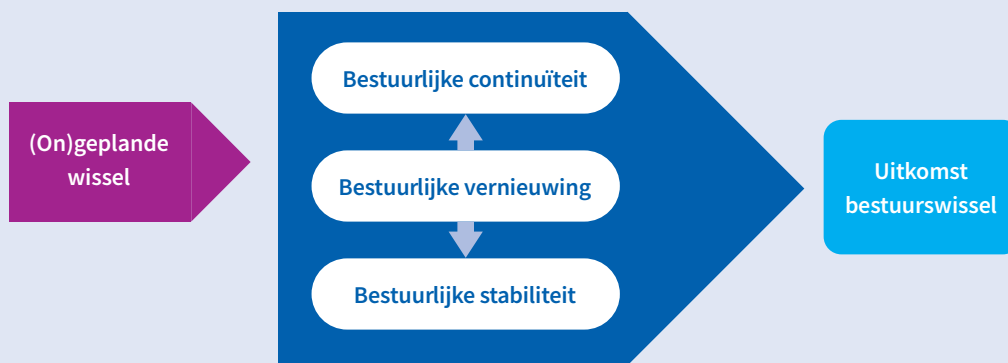 (On)geplande
wissel
Bestuurlijke continuïteit
Bestuurlijke vernieuwing
Bestuurlijke stabiliteit
Uitkomst
bestuurswissel